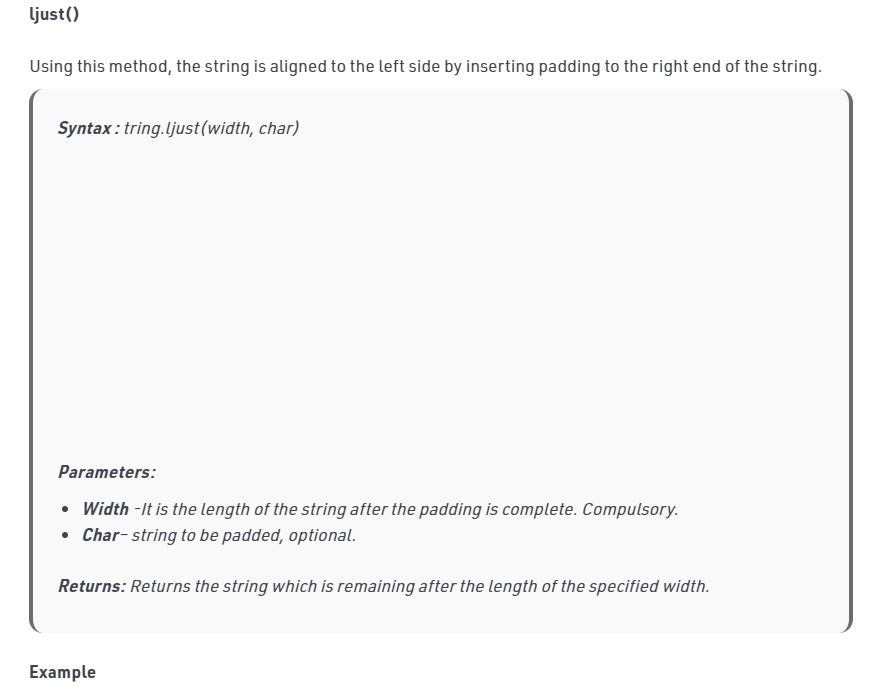 ljust()
Using this method, the string is aligned to the left side by inserting padding to the right end of the string.
Syntax : tring.ljust(width, char)
Parameters:
• Width -It is the length of the string after the padding is complete. Compulsory.
• Char– string to be padded, optional.
Returns: Returns the string which is remaining after the length of the specified width.
Example